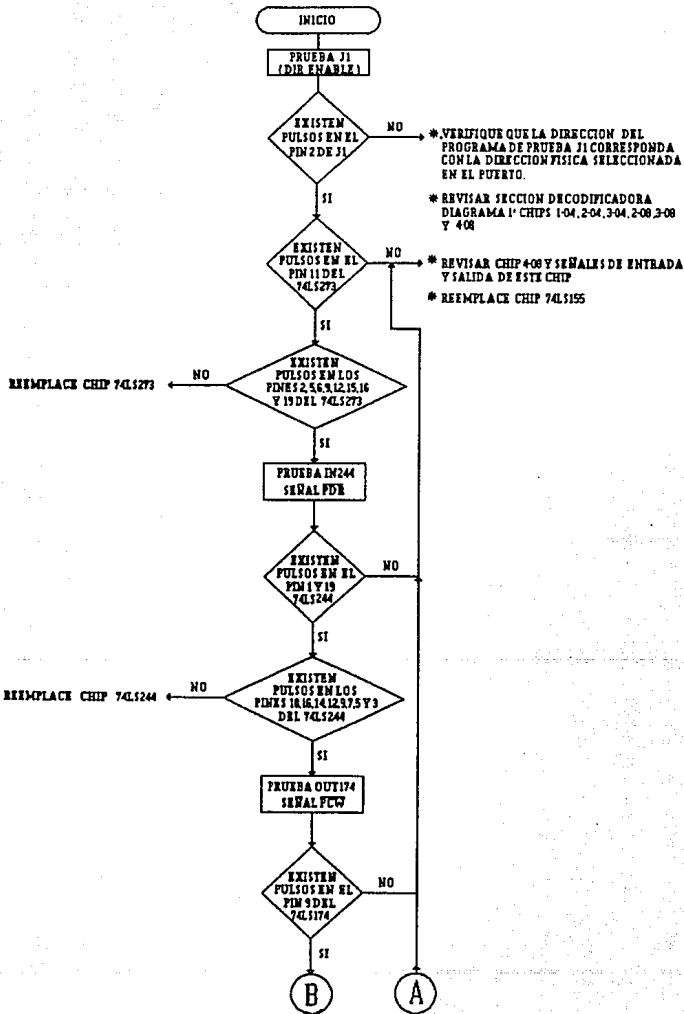 INICIO
PRUEBA J1
(DIR ENABLE)
EXISTEN
PULSOS EN EL
PIN 2 DE J1
NO
* VERIFIQUE QUE LA DIRECCION DEL
PROGRAMA DE PRUEBA J1 CORRESPONDA
CON LA DIRECCION FISICA SELECCIONADA
EN EL PUERTO.
SI
* REVISAR SECCION DECODIFICADORA
DIAGRAMA 1' CHIPS 1-04, 2-04, 3-04, 2-08, 3-08
Y 4-08
EXISTEN
PULSOS EN EL
PIN 11 DEL
74LS273
NO
* REVISAR CHIP 4-08 Y SEÑALES DE ENTRADA
Y SALIDA DE ESTE CHIP
* REEMPLACE CHIP 74LS155
SI
EXISTEN
PULSOS EN LOS
PINES 2,5,6,9,12,15,16
Y 19 DEL 74LS273
NO
REEMPLACE CHIP 74LS273
SI
PRUEBA IN244
SEÑAL PDR
EXISTEN
PULSOS EN EL
PIN 1 Y 19
74LS244
NO
SI
EXISTEN
PULSOS EN LOS
PINES 18,16,14,12,9,7,5 Y 3
DEL 74LS244
NO
REEMPLACE CHIP 74LS244
SI
PRUEBA OUT174
SEÑAL PCW
EXISTEN
PULSOS EN EL
PIN 9 DEL
74LS174
NO
SI
B
A